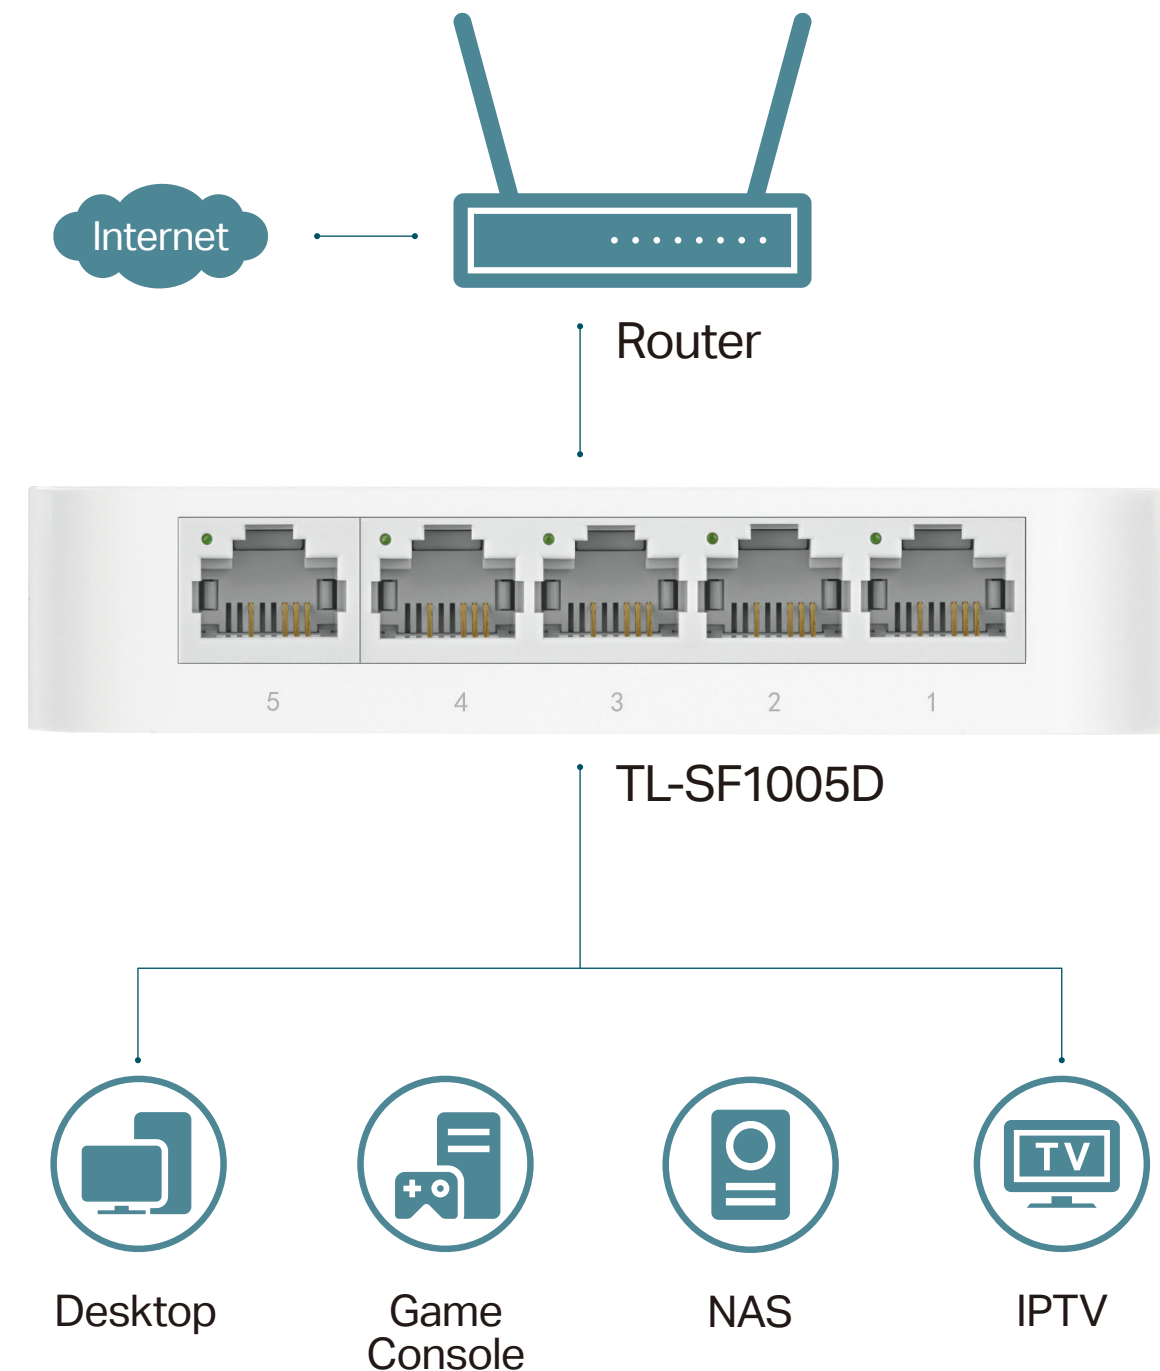 Internet
Router
5 4 3 2 1
TL-SF1005D
TV
Desktop
Game
Console
NAS
IPTV